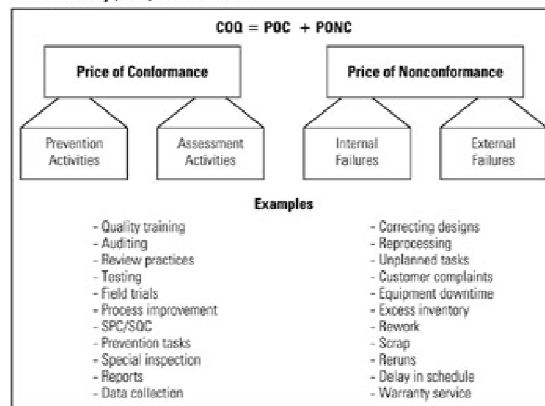 COQ = POC + PONC
Price of Conformance
Price of Nonconformance
Prevention
Activities
Assessment
Activities
Internal
Failures
External
Failures
Examples
- Quality training
- Auditing
- Review practices
- Testing
- Field trials
- Process improvement
- SPC/SQC
- Prevention tasks
- Special inspection
- Reports
- Data collection
- Correcting designs
- Reprocessing
- Unplanned tasks
- Customer complaints
- Equipment downtime
- Excess inventory
- Rework
- Scrap
- Reruns
- Delay in schedule
- Warranty service